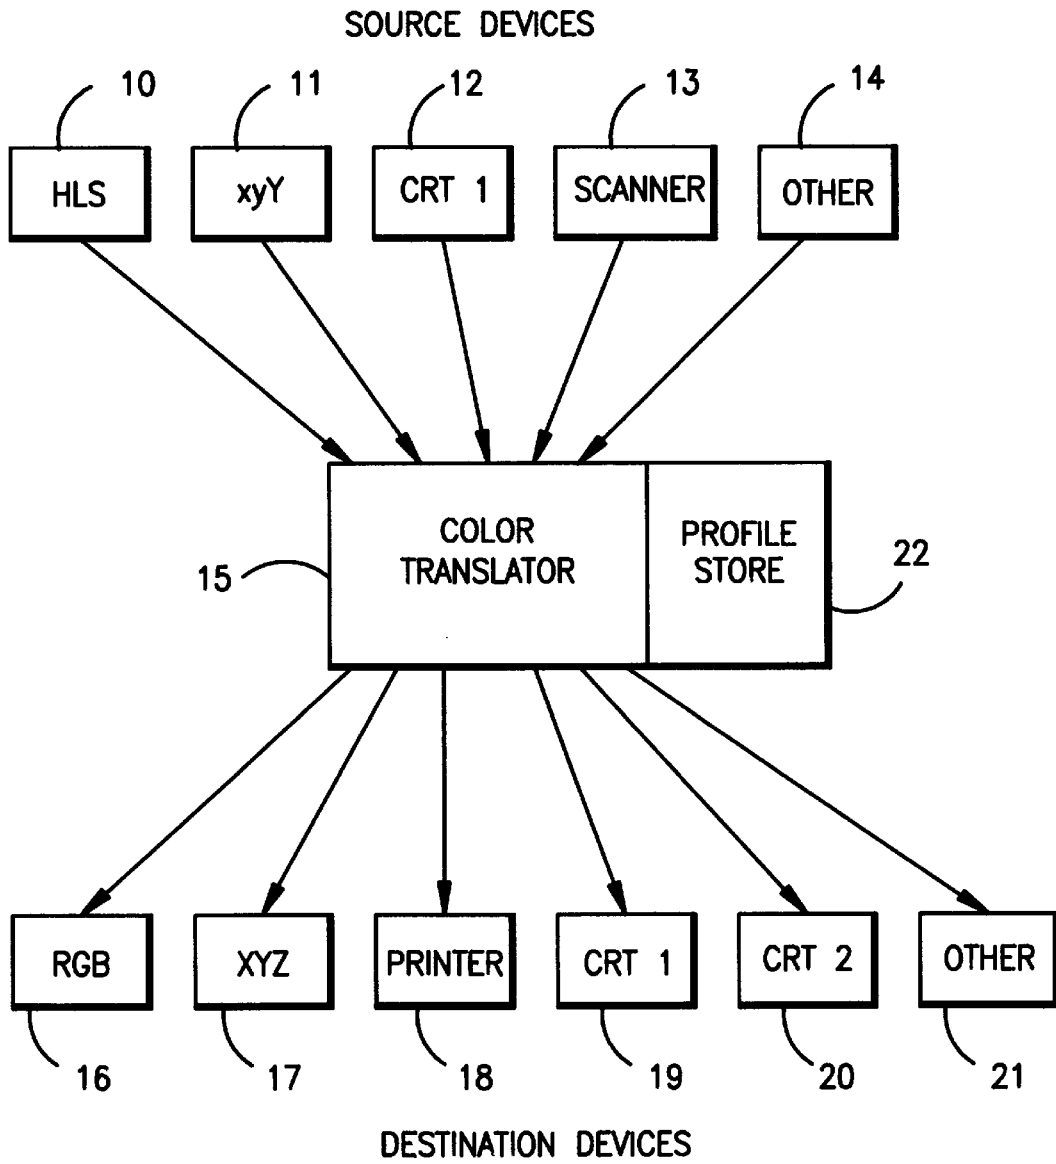 SOURCE DEVICES
10 11 12 13 14
HLS xyY CRT 1 SCANNER OTHER
COLOR TRANSLATOR
PROFILE STORE
15
22
RGB XYZ PRINTER CRT 1 CRT 2 OTHER
16 17 18 19 20 21
DESTINATION DEVICES